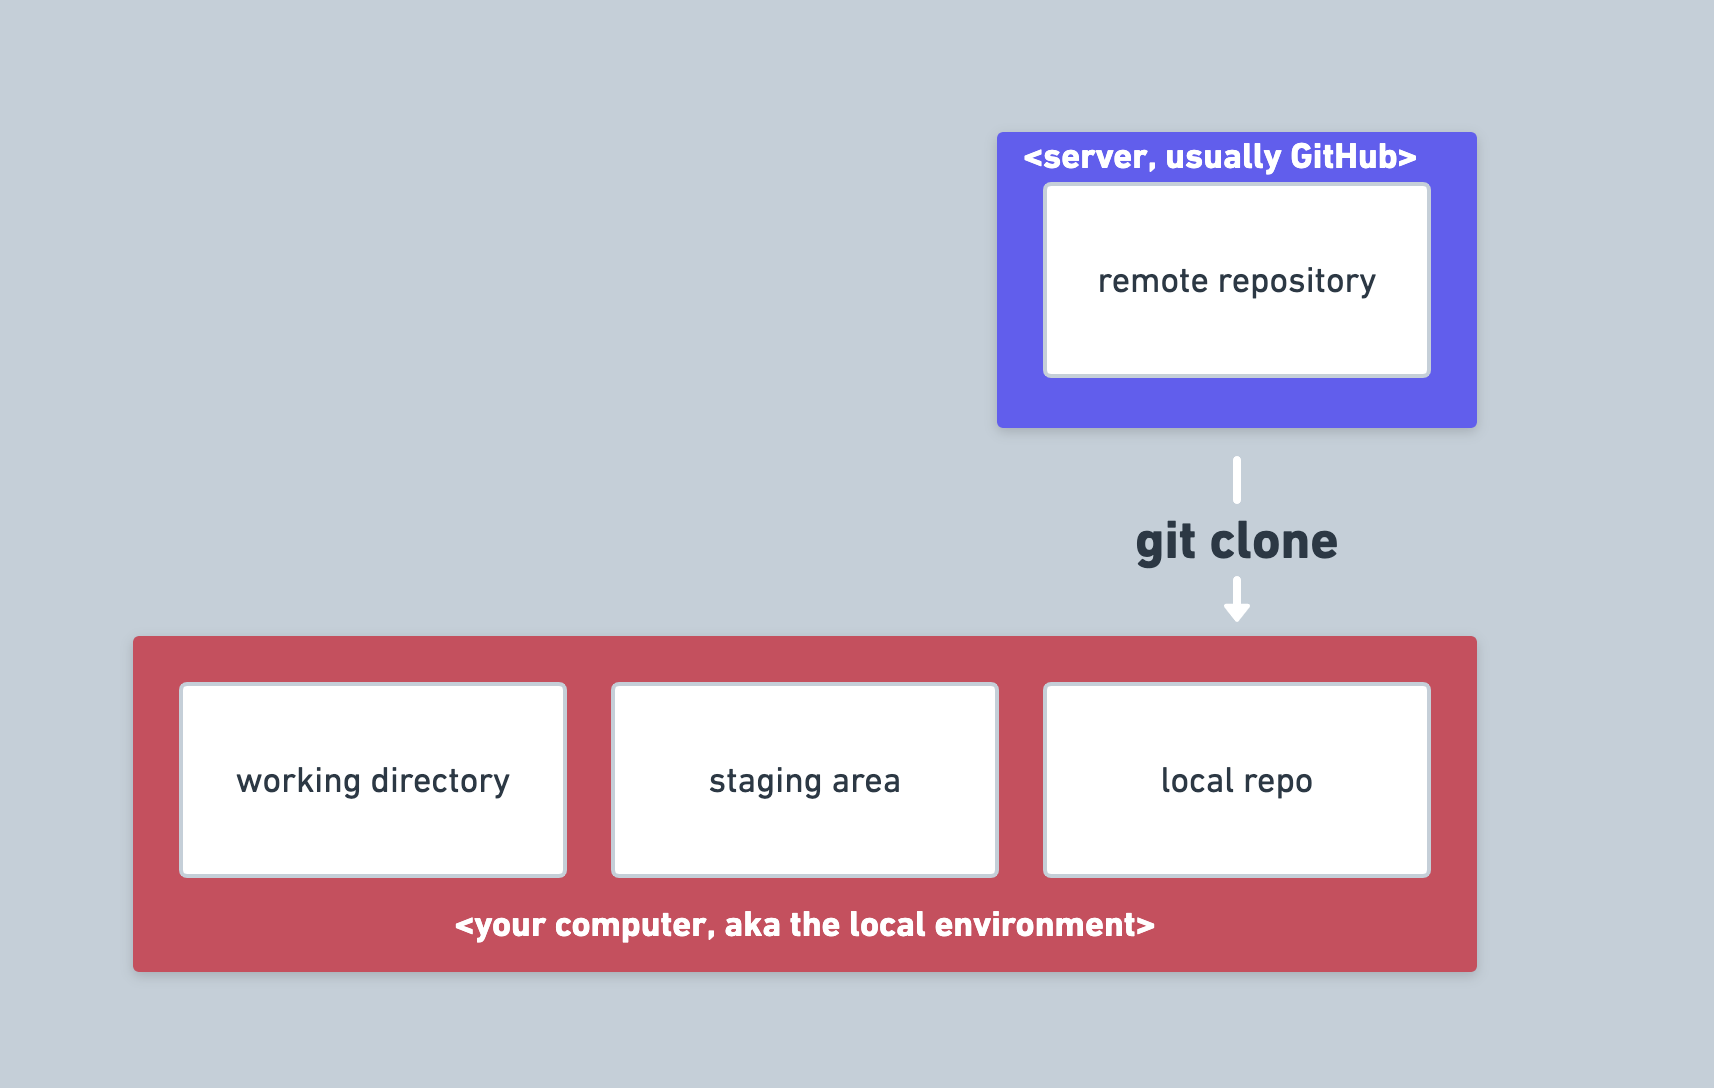 <server, usually GitHub>
remote repository
git clone
working directory
staging area
local repo
<your computer, aka the local environment>